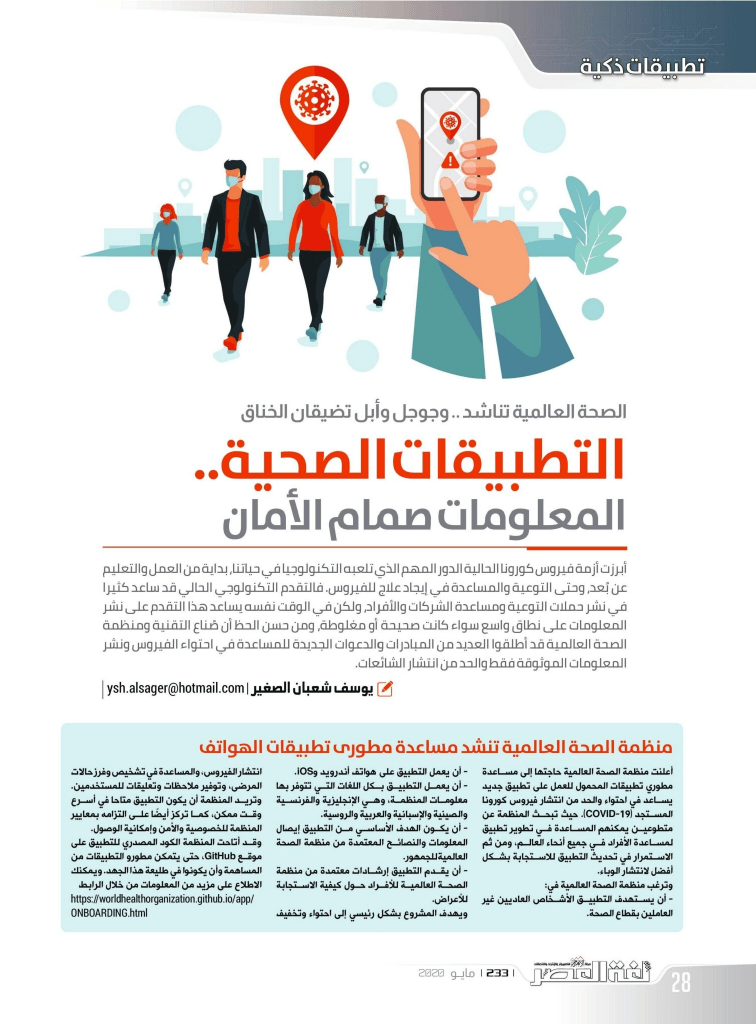 تطبيقات ذكية
الصحة العالمية تناشد .. وجوجل وأبل تضيقان الخناق
التطبيقات الصحية..
المعلومات صمام الأمان
أبرزت أزمة فيروس كورونا الحالية الدور المهم الذي تلعبه التكنولوجيا في حياتنا، بداية من العمل والتعليم
عن بُعد، وحتى التوعية والمساعدة في إيجاد علاج للفيروس. فالتقدم التكنولوجي الحالي قد ساعد كثيرا
في نشر حملات التوعية ومساعدة الشركات والأفراد، ولكن في الوقت نفسه يساعد هذا التقدم على نشر
المعلومات على نطاق واسع سواء كانت صحيحة أو مغلوطة، ومن حسن الحظ أن صّناع التقنية ومنظمة
الصحة العالمية قد أطلقوا العديد من المبادرات والدعوات الجديدة للمساعدة في احتواء الفيروس ونشر
المعلومات الموثوقة فقط والحد من انتشار الشائعات.
يوسف شعبان الصغير | ysh.alsager@hotmail.com
منظمة الصحة العالمية تنشد مساعدة مطورى تطبيقات الهواتف
أعلنت منظمة الصحة العالمية حاجتها إلى مساعدة
مطوري تطبيقات المحمول للعمل على تطبيق جديد
يساعد في احتواء والحد من انتشار فيروس كورونا
المستجد (COVID-19). حيث تبحث المنظمة عن
متطوعين يمكنهم المساعدة في تطوير تطبيق
لمساعدة الأفراد في جميع أنحاء العالم، ومن ثم
الاستمرار في تحديث التطبيق للاستجابة بشكل
أفضل لانتشار الوباء.
وترغب منظمة الصحة العالمية في:
- أن يستهدف التطبيق الأشخاص العاديين غير
العاملين بقطاع الصحة.
- أن يعمل التطبيق على هواتف أندرويد وiOS.
- أن يعمل التطبيق بكل اللغات التي تتوفر بها
معلومات المنظمة، وهي الإنجليزية والفرنسية
والصينية والإسبانية والعربية والروسية.
- أن يكون الهدف الأساسي من التطبيق إيصال
المعلومات والنصائح المعتمدة من منظمة الصحة
العالمية للجمهور.
- أن يقدم التطبيق إرشادات معتمدة من منظمة
الصحة العالمية للأفراد حول كيفية الاستجابة
للأعراض.
ويهدف المشروع بشكل رئيسي إلى احتواء وتخفيف
انتشار الفيروس، والمساعدة في تشخيص وفرز حالات
المرضى، وتوفير ملاحظات وتعليقات للمستخدمين.
وتريد المنظمة أن يكون التطبيق متاحا في أسرع
وقت ممكن، كما تركز أيضًا على التزامه بمعايير
المنظمة للخصوصية والأمن وإمكانية الوصول.
وقد أتاحت المنظمة الكود المصدري للتطبيق على
موقع GitHub، حتى يتمكن مطورو التطبيقات من
المساهمة وأن يكونوا في طليعة هذا الجهد. ويمكنك
الاطلاع على مزيد من المعلومات من خلال الرابط
https://worldhealthorganization.github.io/app/
ONBOARDING.html
28
لغة العصر
| 233 | مايو 2020